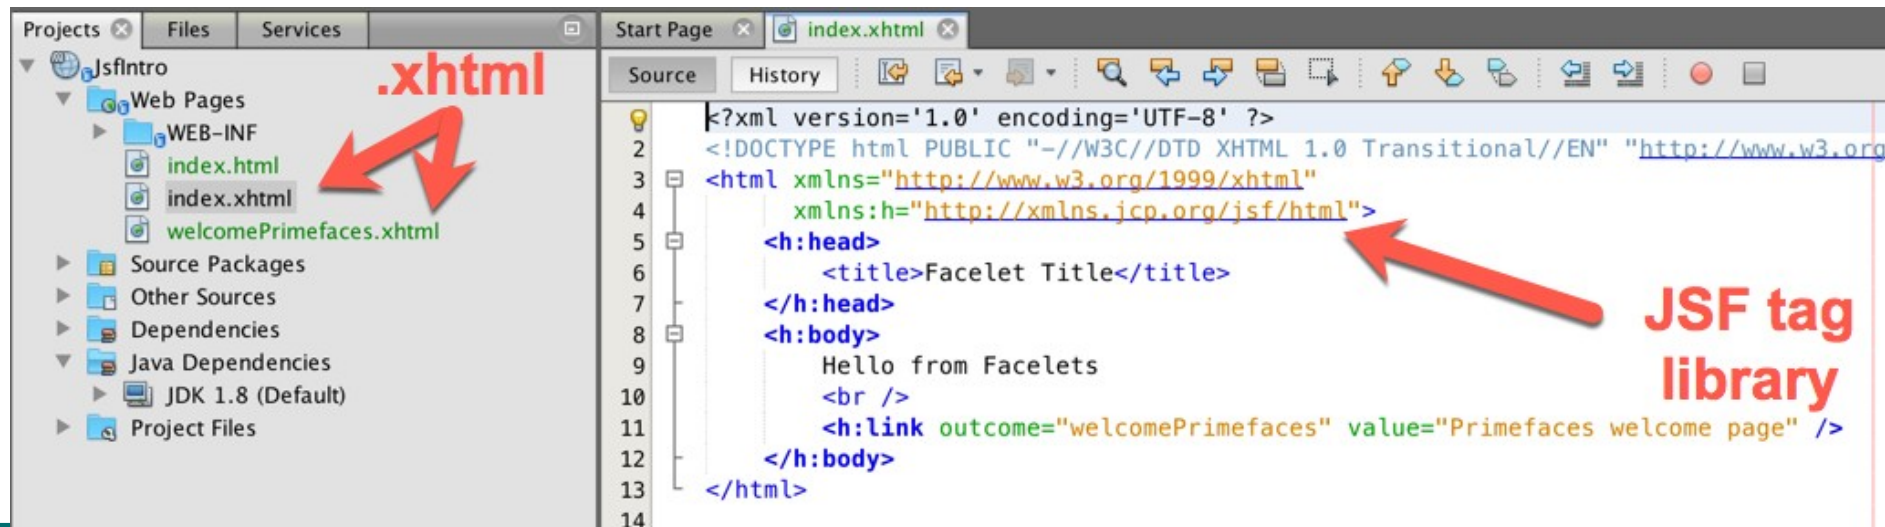 Projects Files Services
JsfIntro
Web Pages
WEB-INF
index.html
index.xhtml
welcomePrimefaces.xhtml
Source Packages
Other Sources
Dependencies
Java Dependencies
JDK 1.8 (Default)
Project Files
.xhtml
Start Page index.xhtml
Source History
<?xml version='1.0' encoding='UTF-8' ?>
2 <!DOCTYPE html PUBLIC "-//W3C//DTD XHTML 1.0 Transitional//EN" "http://www.w3.org
3 <html xmlns="http://www.w3.org/1999/xhtml"
4 xmlns:h="http://xmlns.jcp.org/jsf/html">
5 <h:head>
6 <title>Facelet Title</title>
7 </h:head>
8 <h:body>
9 Hello from Facelets
10 <br />
11 <h:link outcome="welcomePrimefaces" value="Primefaces welcome page" />
12 </h:body>
13 </html>
14
JSF tag
library